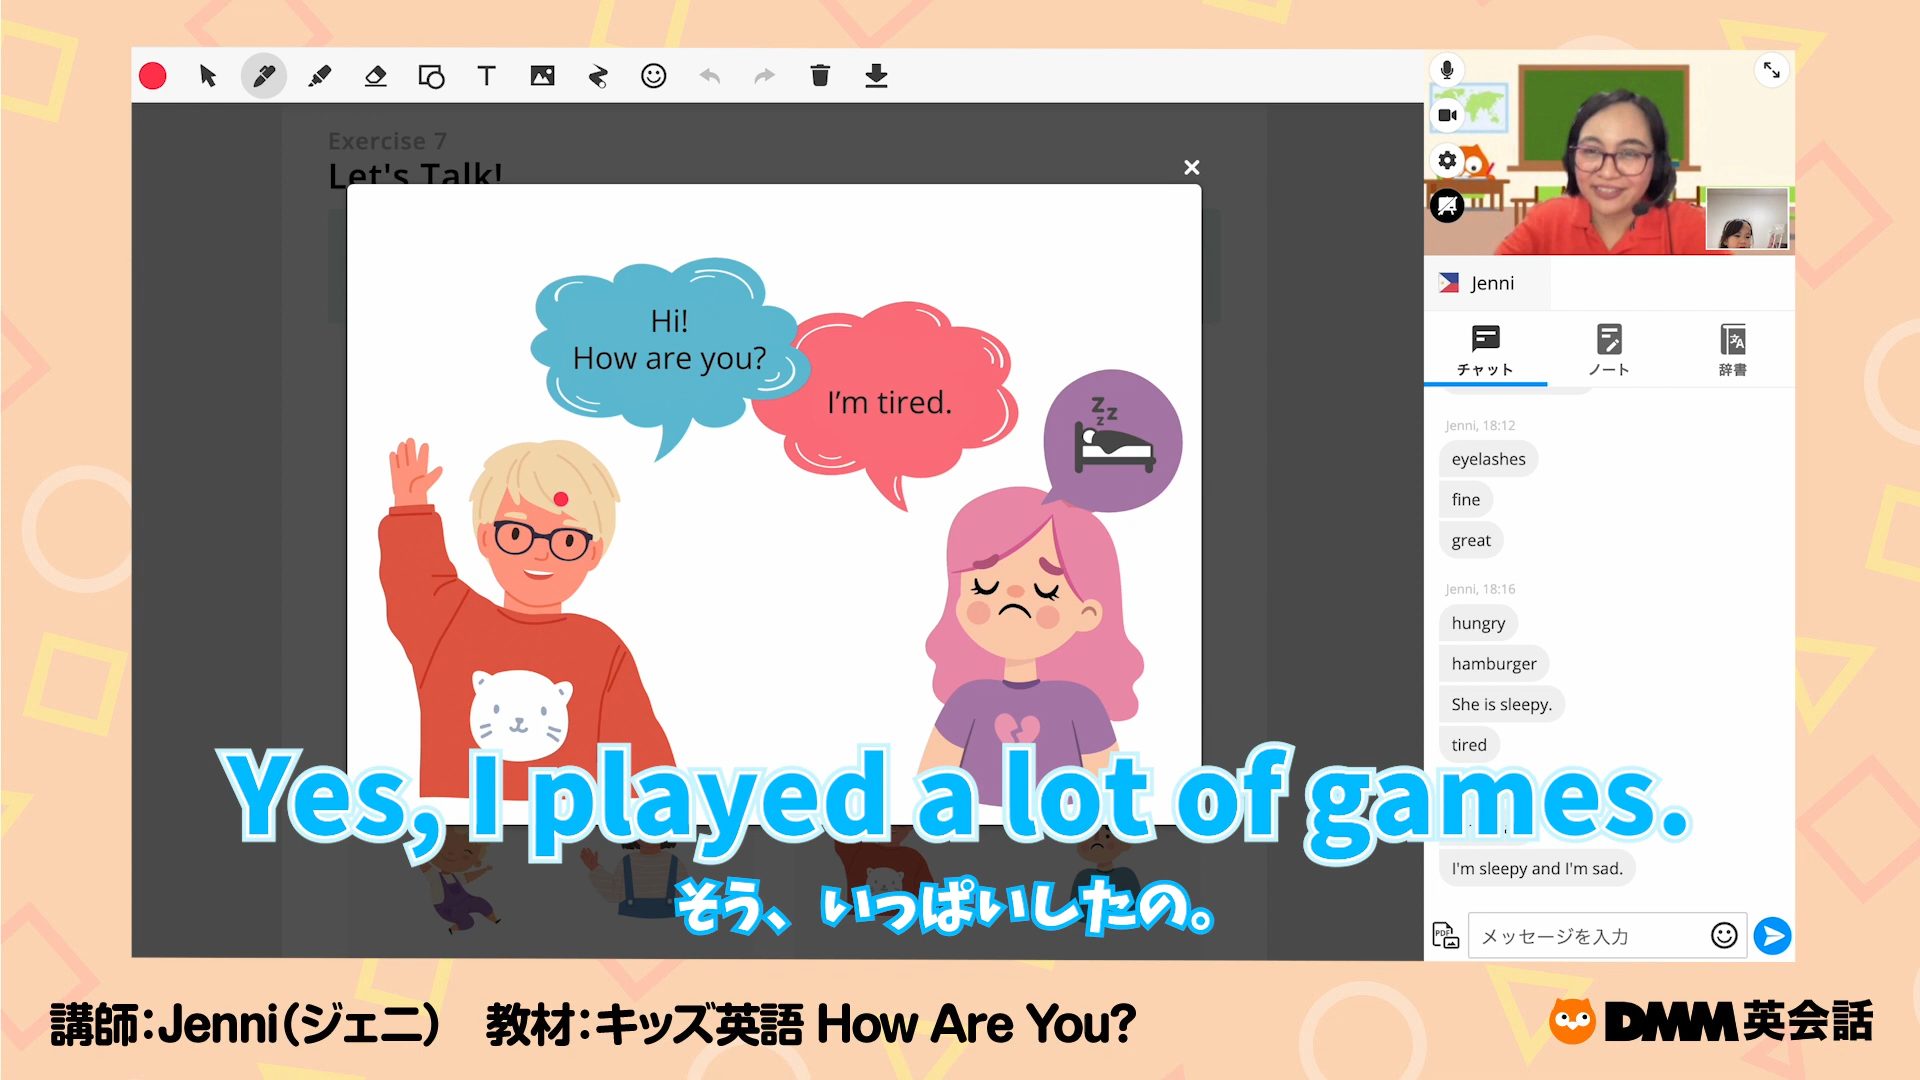 Exercise 7
Let's Talk!
Hi!
How are you?
I'm tired.
z z z
Jenni
チャット
ノート
辞書
Jenni, 18:12
eyelashes
fine
great
Jenni, 18:16
hungry
hamburger
She is sleepy.
tired
I'm sleepy and I'm sad.
PDF
メッセージを入力
Yes, I played a lot of games.
そう、いっぱいしたの。
講師:Jenni(ジェニ) 教材:キッズ英語 How Are You?
DMM英会話